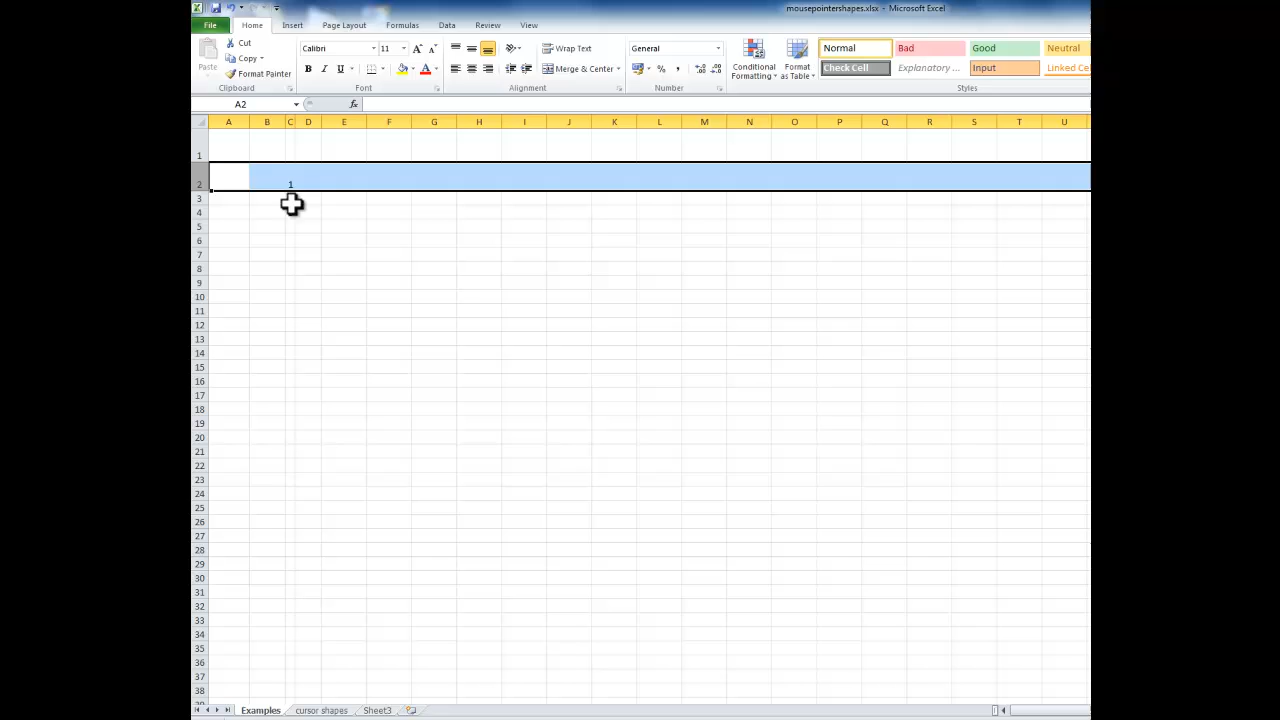 mousepointershapes.xlsx - Microsoft Excel
File Home Insert Page Layout Formulas Data Review View
Paste
Cut
Copy
Format Painter
Clipboard
Calibri 11
B I U
Font
Wrap Text
Merge & Center
Alignment
General
% ,
Number
Conditional Formatting
Format as Table
Normal Bad Good Neutral
Check Cell Explanatory ... Input Linked Cel
Styles
A2 fx
A B C D E F G H I J K L M N O P Q R S T U
1
2 1
3
4
5
6
7
8
9
10
11
12
13
14
15
16
17
18
19
20
21
22
23
24
25
26
27
28
29
30
31
32
33
34
35
36
37
38
Examples cursor shapes Sheet3